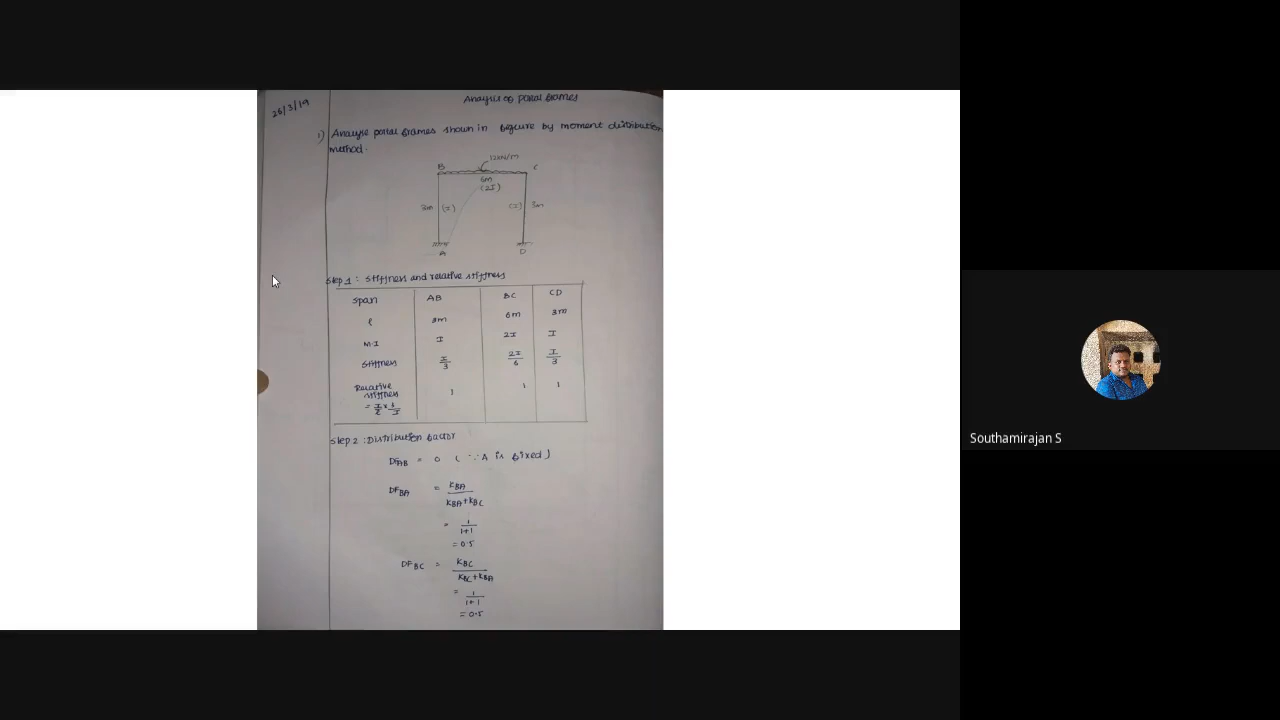 26/3/19
Analysis of Portal frames
1) Analyse portal frames shown in figure by moment distribution
method.
12KN/m
B C
6m
(2I)
3m (I) (I) 3m
A D
Step 1 : Stiffness and relative stiffness
Span AB BC CD
l 3m 6m 3m
M.I I 2I I
Stiffness I/3 2I/6 I/3
Relative stiffness 1 1 1
Step 2 : Distribution factor
DFAB = 0 ( ∵ A is fixed )
DFBA = KBA / KBA+KBC
= 1 / 1+1
= 0.5
DFBC = KBC / KBC+KBA
= 1 / 1+1
= 0.5
Southamirajan S